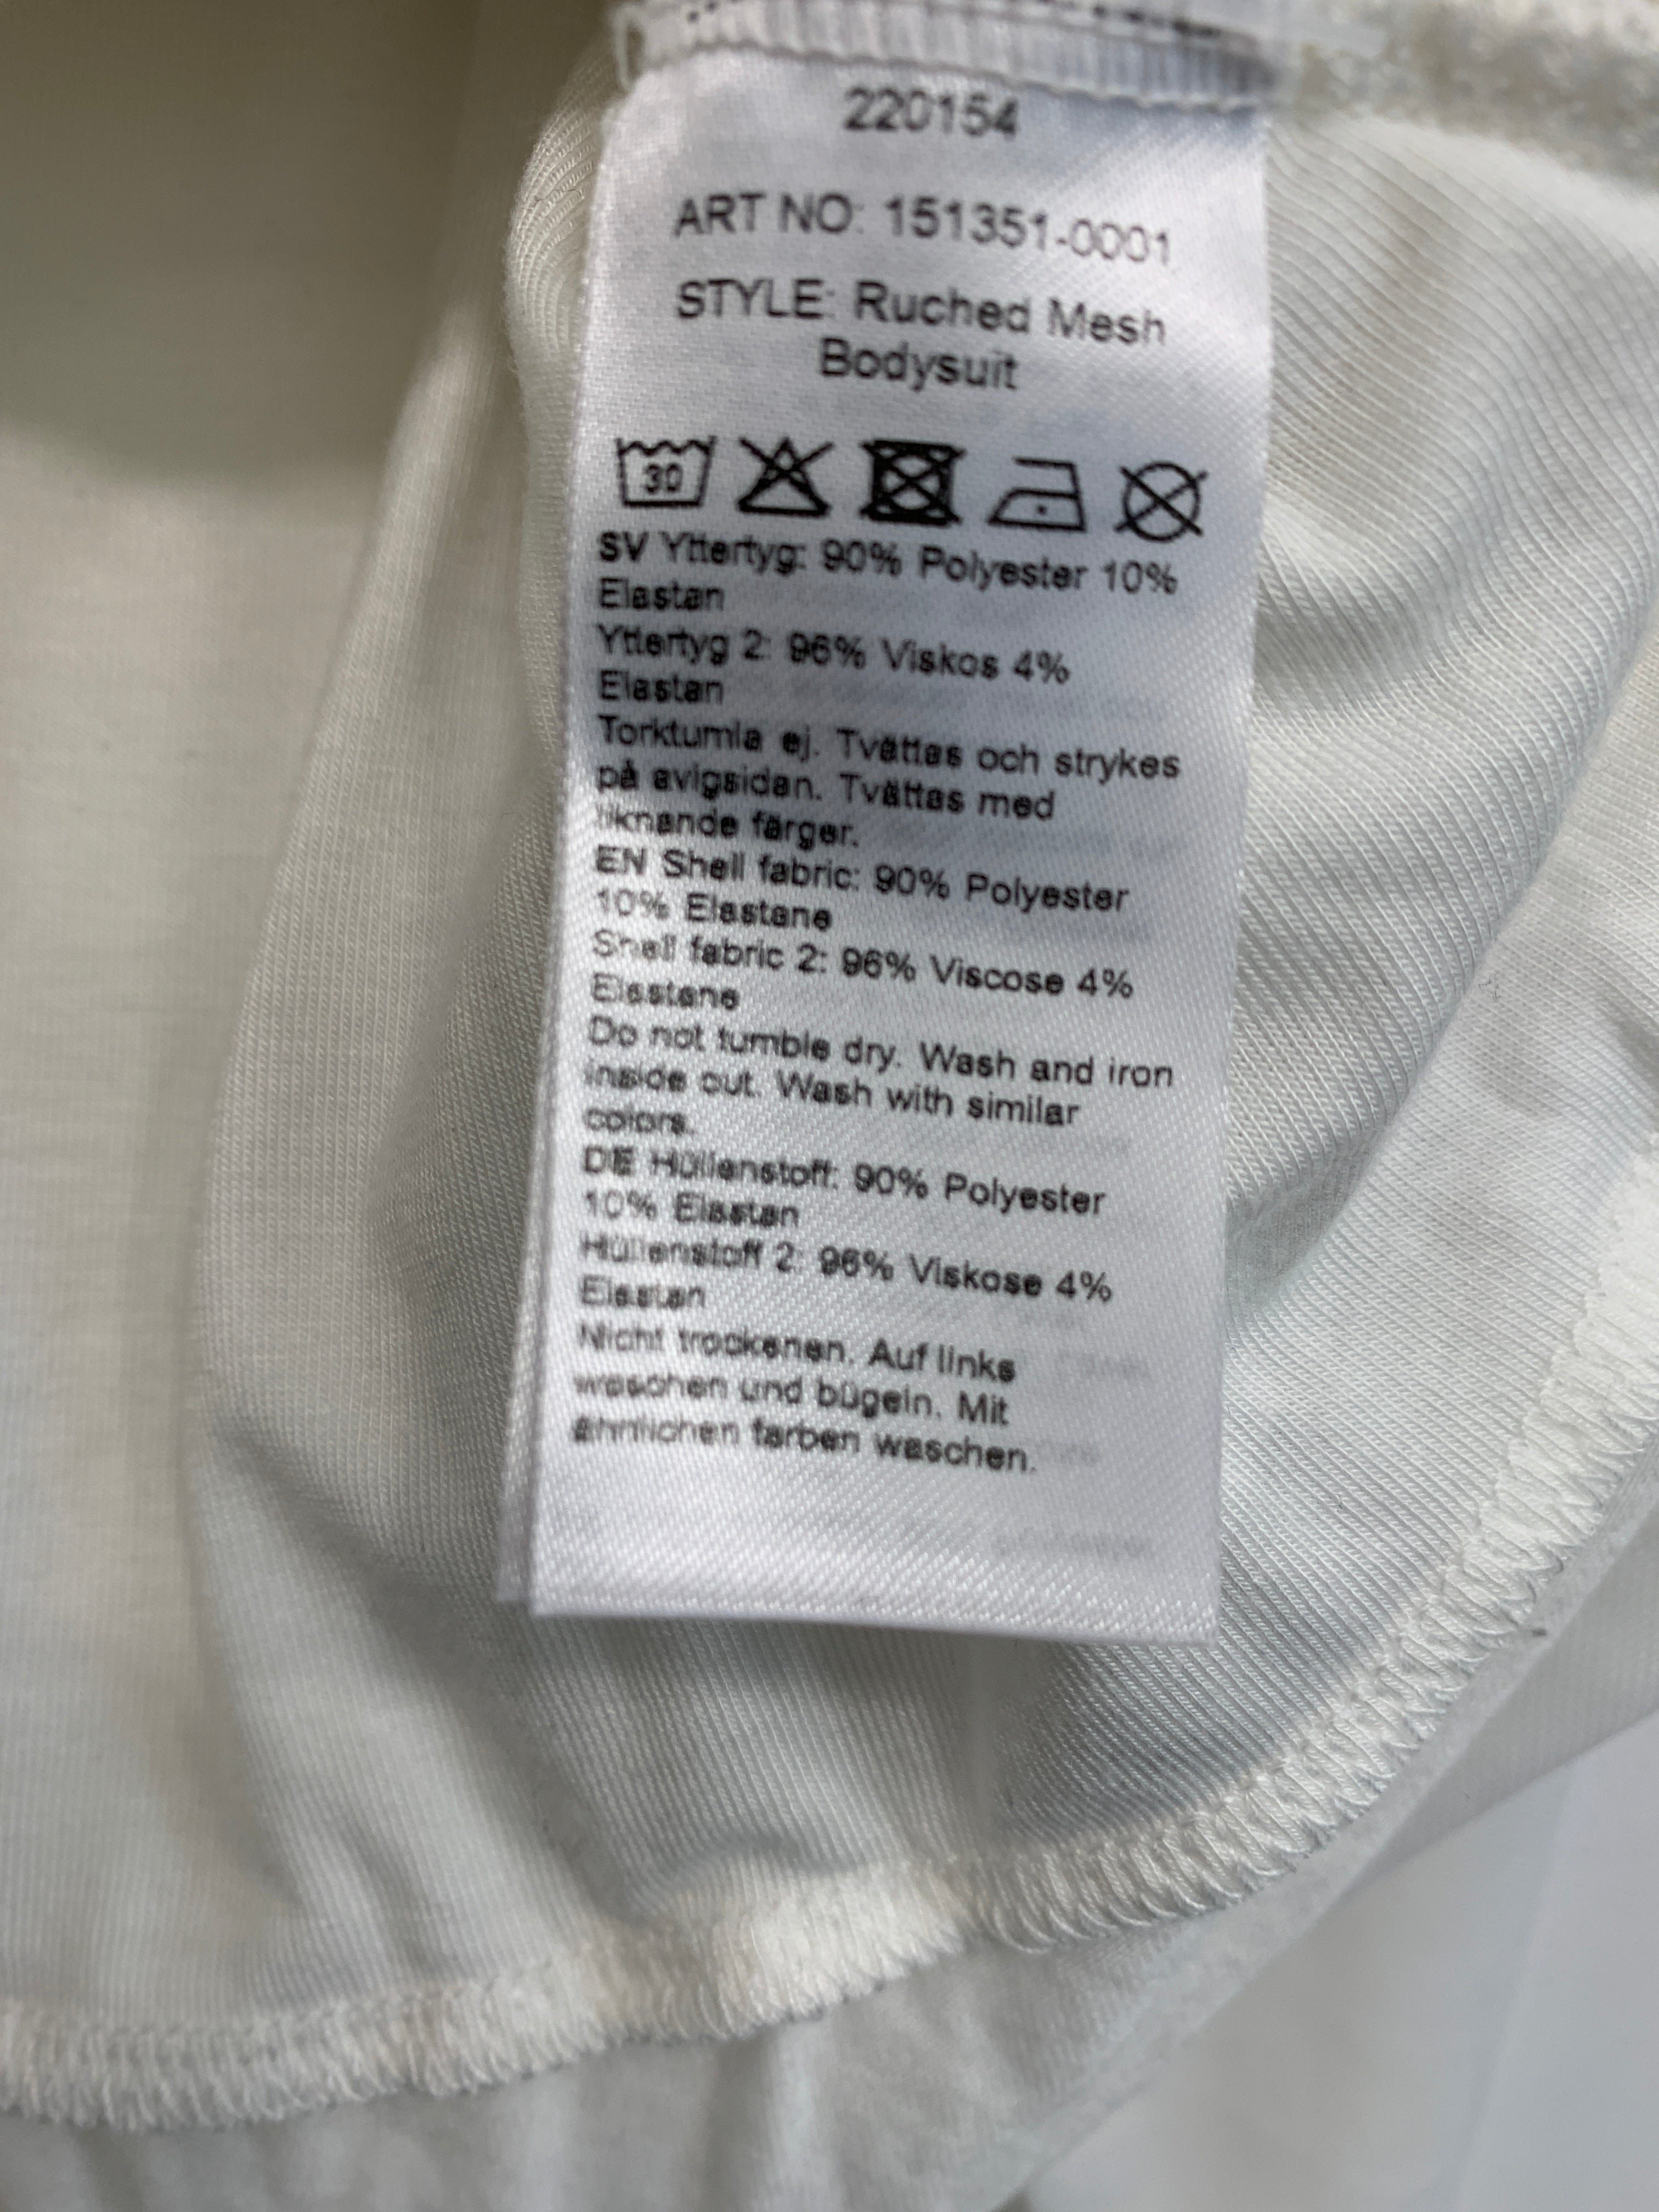 220154
ART NO: 151351-0001
STYLE: Ruched Mesh
Bodysuit
30
SV Yttertyg: 90% Polyester 10%
Elastan
Yttertyg 2: 96% Viskos 4%
Elastan
Torktumla ej. Tvättas och strykes
på avigsidan. Tvättas med
liknande färger.
EN Shell fabric: 90% Polyester
10% Elastane
Shell fabric 2: 96% Viscose 4%
Elastane
Do not tumble dry. Wash and iron
inside out. Wash with similar
colors.
DE Hüllenstoff: 90% Polyester
10% Elastan
Hüllenstoff 2: 96% Viskose 4%
Elastan
Nicht trockenen. Auf links
waschen und bügeln. Mit
ähnlichen farben waschen.